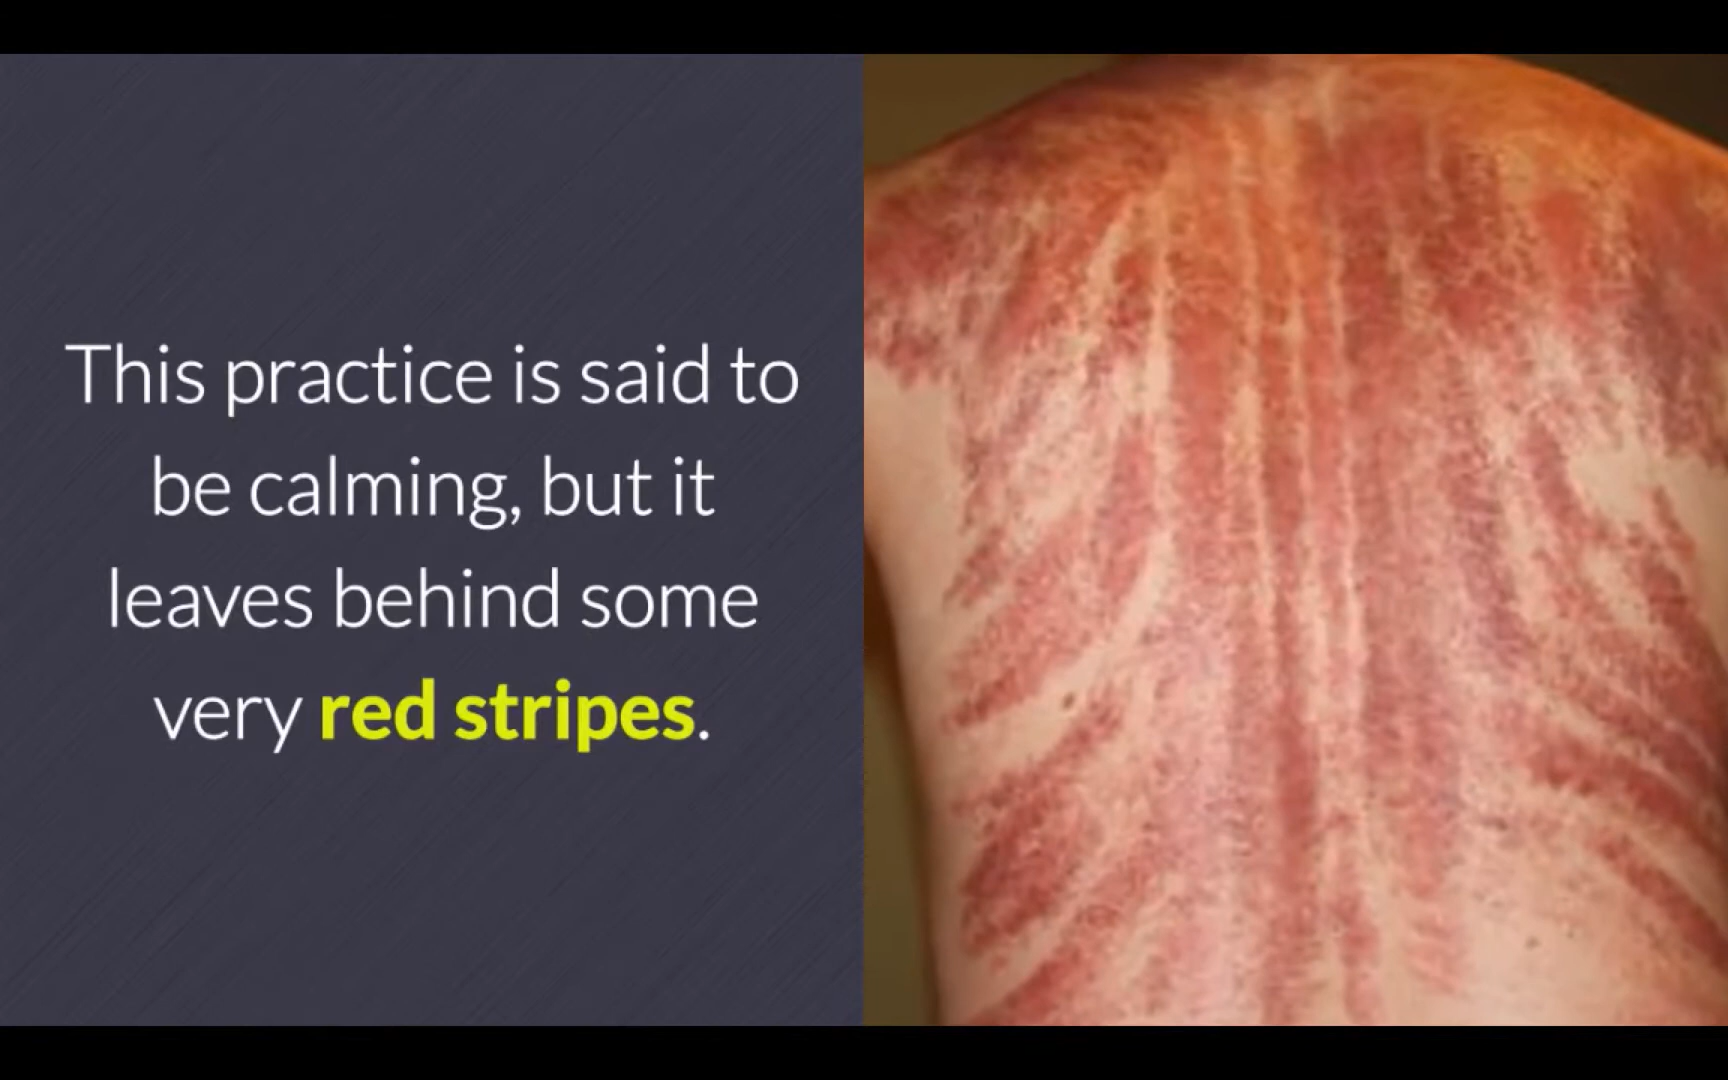 This practice is said to
be calming, but it
leaves behind some
very red stripes.